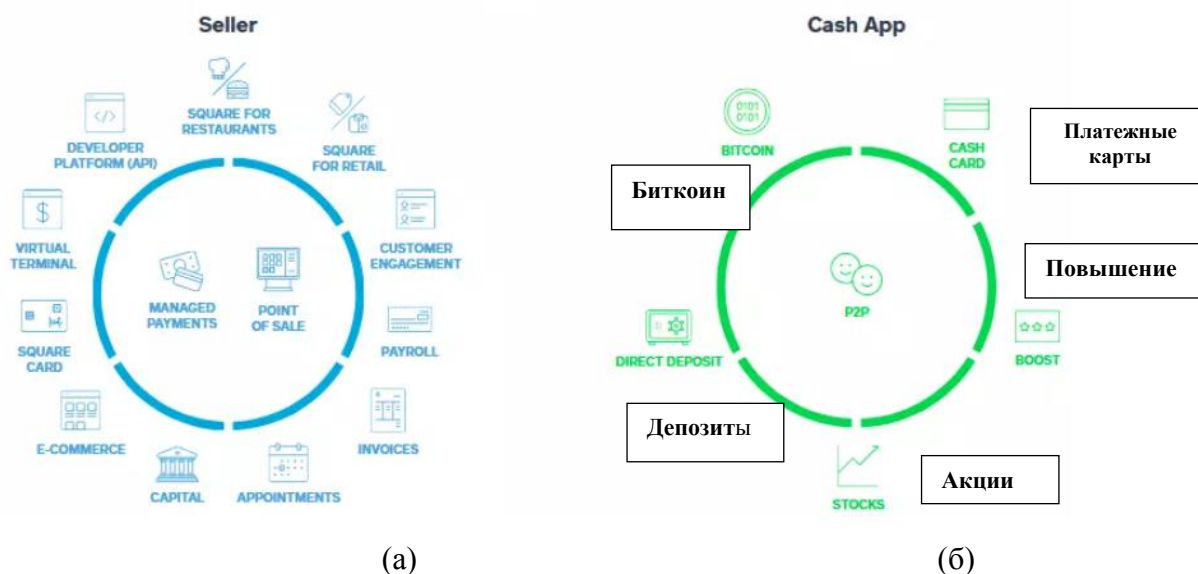 Seller
SQUARE FOR
RESTAURANTS
SQUARE
FOR RETAIL
DEVELOPER
PLATFORM (API)
</>
VIRTUAL
TERMINAL
$
CUSTOMER
ENGAGEMENT
MANAGED
PAYMENTS
POINT
OF SALE
SQUARE
CARD
PAYROLL
E-COMMERCE
INVOICES
CAPITAL
APPOINTMENTS
(а)
Cash App
0101
0101
BITCOIN
CASH
CARD
Платежные
карты
Биткоин
Повышение
P2P
DIRECT DEPOSIT
BOOST
Депозиты
Акции
STOCKS
(б)